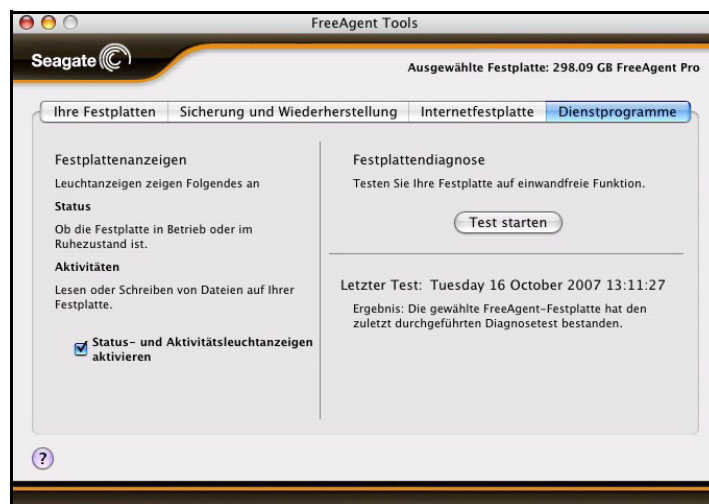 FreeAgent Tools
Seagate
Ausgewählte Festplatte: 298.09 GB FreeAgent Pro
Ihre Festplatten
Sicherung und Wiederherstellung
Internetfestplatte
Dienstprogramme
Festplattenanzeigen
Leuchtanzeigen zeigen Folgendes an
Status
Ob die Festplatte in Betrieb oder im
Ruhezustand ist.
Aktivitäten
Lesen oder Schreiben von Dateien auf Ihrer
Festplatte.
Status- und Aktivitätsleuchtanzeigen
aktivieren
Festplattendiagnose
Testen Sie Ihre Festplatte auf einwandfreie Funktion.
Test starten
Letzter Test: Tuesday 16 October 2007 13:11:27
Ergebnis: Die gewählte FreeAgent-Festplatte hat den
zuletzt durchgeführten Diagnosetest bestanden.
?